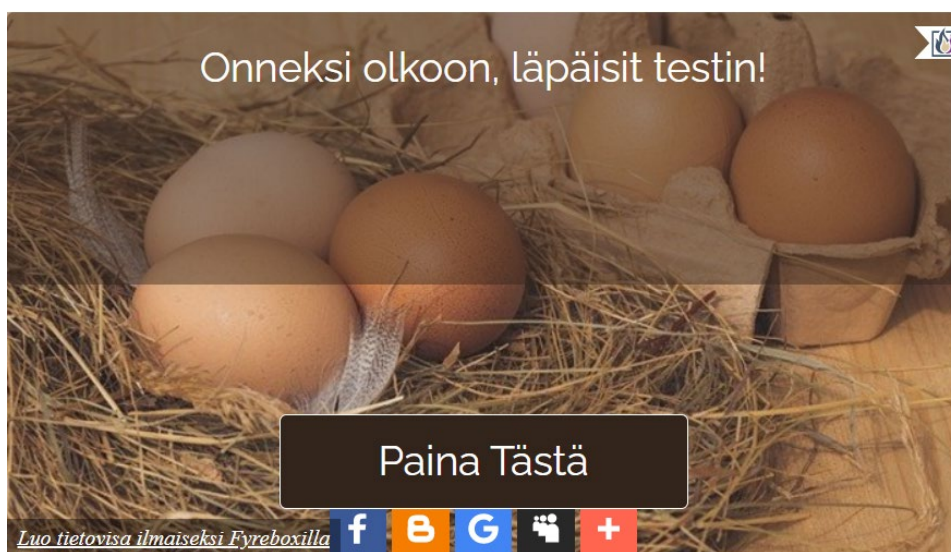 Onneksi olkoon, läpäisit testin!
Paina Tästä
Luo tietovisa ilmaiseksi Fyreboxilla